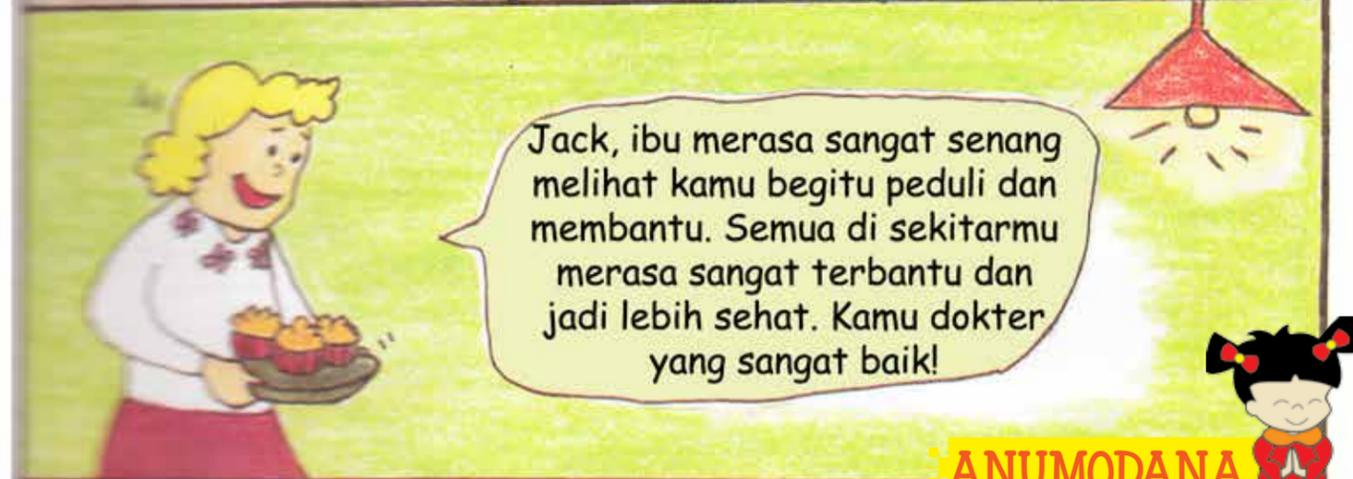 Jack, ibu merasa sangat senang
melihat kamu begitu peduli dan
membantu. Semua di sekitarmu
merasa sangat terbantu dan
jadi lebih sehat. Kamu dokter
yang sangat baik!
ANUMODANA